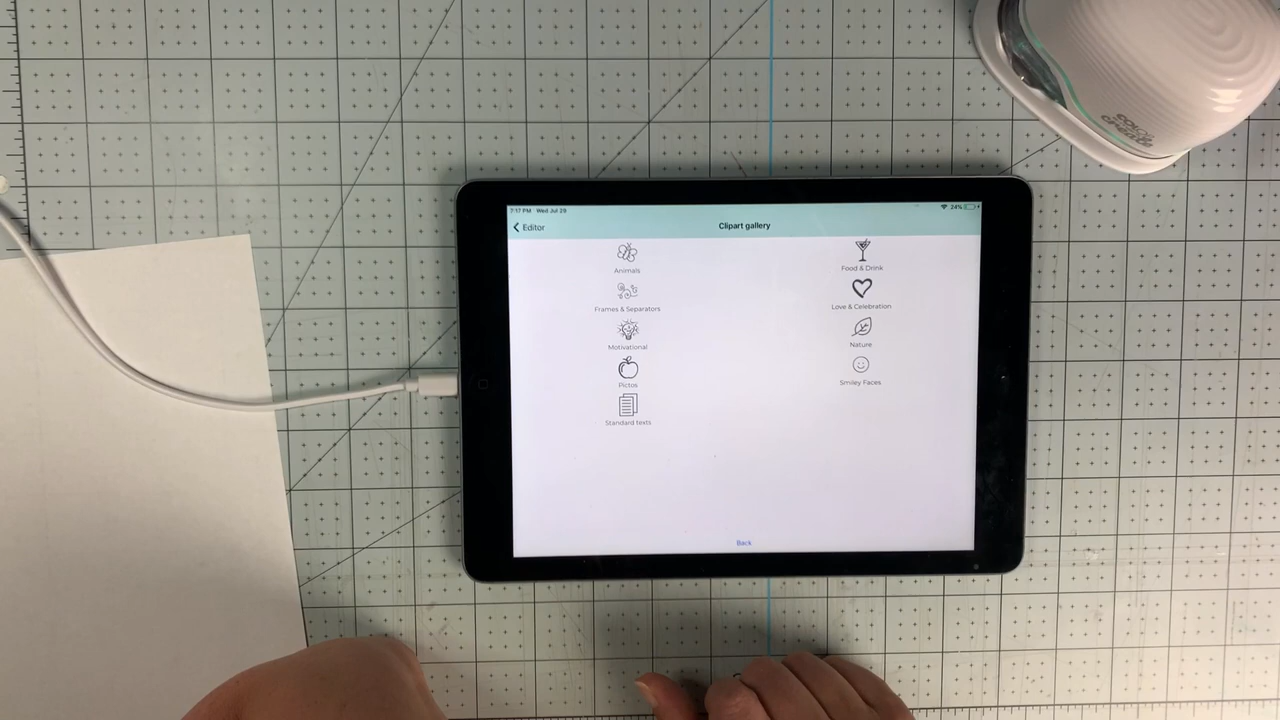 COLOP
create
7:17 PM Wed Jul 29
24%
Editor
Clipart gallery
Animals
Food & Drink
Frames & Separators
Love & Celebration
Motivational
Nature
Pictos
Smiley Faces
Standard texts
Back